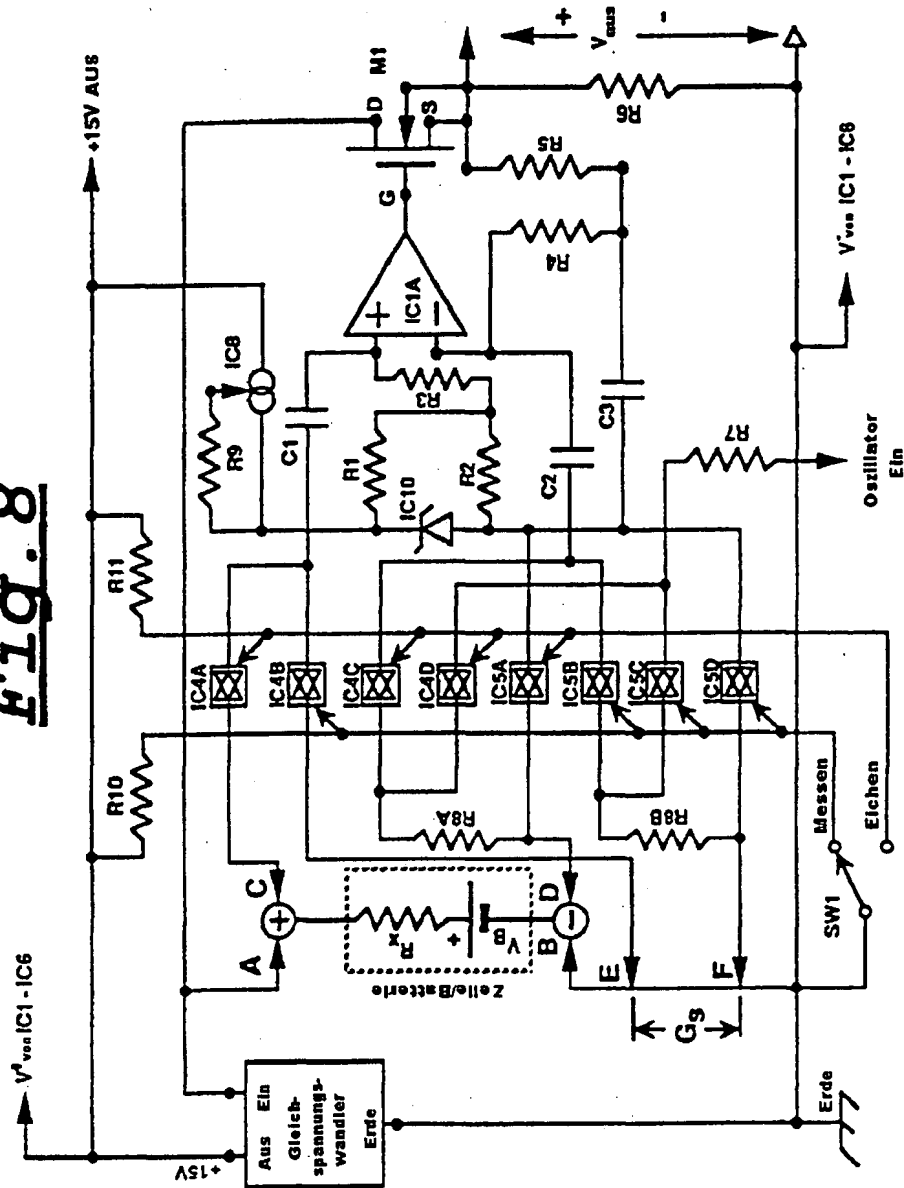 Fig. 8
V⁺ von IC1 - IC6
+15V AUS
+15V
Aus Ein
Gleich-
spannungs-
wandler
Erde
R10
R11
R9
IC8
A
C
+
Rx
+
VB
Zelle/Batterie
B
D
-
E
F
GS
R8A
R8B
IC4A
IC4B
IC4C
IC4D
IC5A
IC5B
IC5C
IC5D
C1
R1
IC10
R2
R3
C2
C3
+
-
IC1A
G
D
S
M1
R4
R5
R6
R7
+
Vaus
-
Messen
Eichen
SW1
Erde
Oszillator
Ein
V⁻ von IC1 - IC6